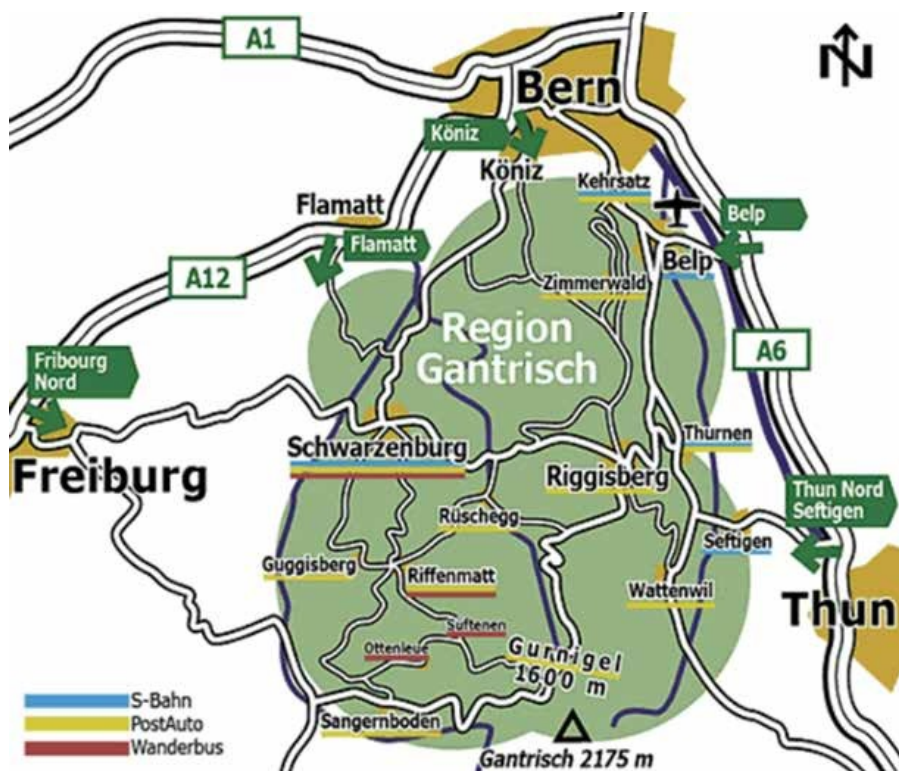 A1
N
Bern
Köniz
Köniz
Kehrsatz
Flamatt
Flamatt
Belp
Belp
A12
Zimmerwald
Region
Gantrisch
A6
Fribourg
Nord
Freiburg
Schwarzenburg
Thurnen
Riggisberg
Thun Nord
Seftigen
Rüschegg
Seftigen
Guggisberg
Riffenmatt
Wattenwil
Thun
Suftenen
Ottenleue
Gurnigel
1600 m
S-Bahn
PostAuto
Wanderbus
Sangernboden
Gantrisch 2175 m